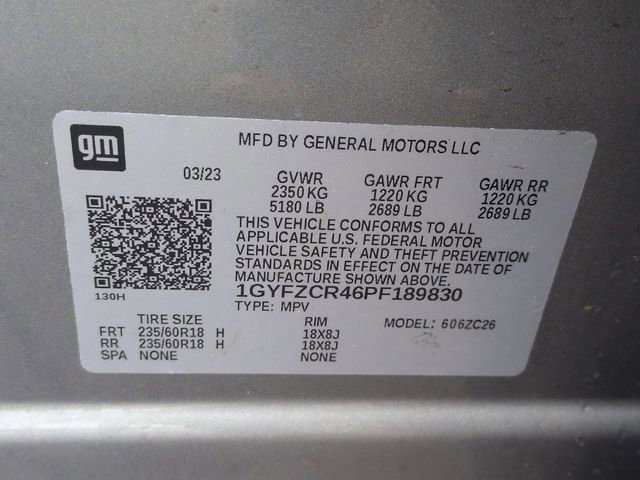 gm
MFD BY GENERAL MOTORS LLC
03/23 GVWR GAWR FRT GAWR RR
2350 KG 1220 KG 1220 KG
5180 LB 2689 LB 2689 LB
THIS VEHICLE CONFORMS TO ALL
APPLICABLE U.S. FEDERAL MOTOR
VEHICLE SAFETY AND THEFT PREVENTION
STANDARDS IN EFFECT ON THE DATE OF
MANUFACTURE SHOWN ABOVE.
130H 1GYFZCR46PF189830
TYPE: MPV
TIRE SIZE RIM MODEL: 606ZC26
FRT 235/60R18 H 18X8J
RR 235/60R18 H 18X8J
SPA NONE NONE